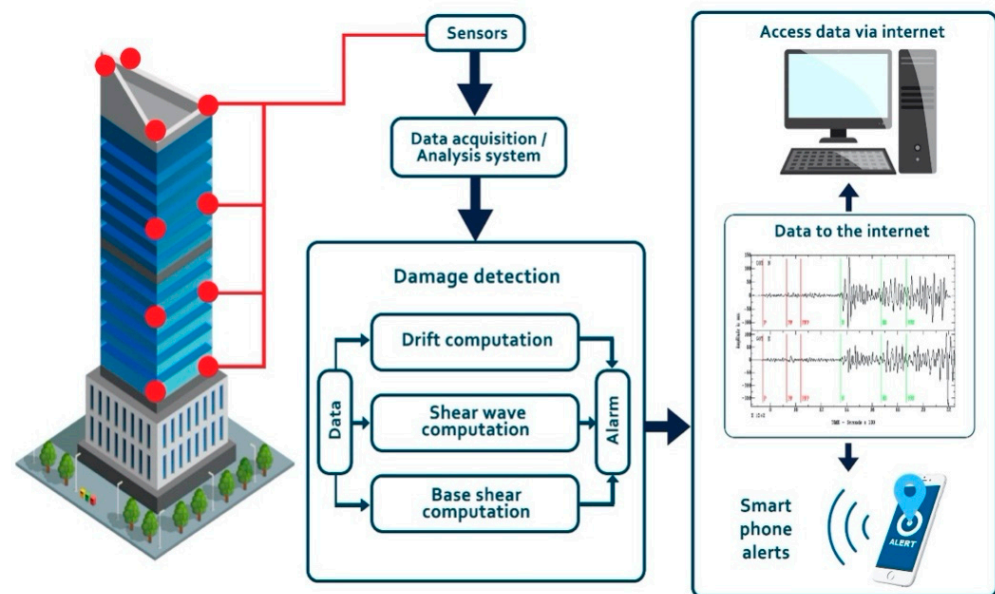 Sensors
Data acquisition /
Analysis system
Damage detection
Data
Drift computation
Shear wave
computation
Base shear
computation
Alarm
Access data via internet
Data to the internet
Smart
phone
alerts
ALERT